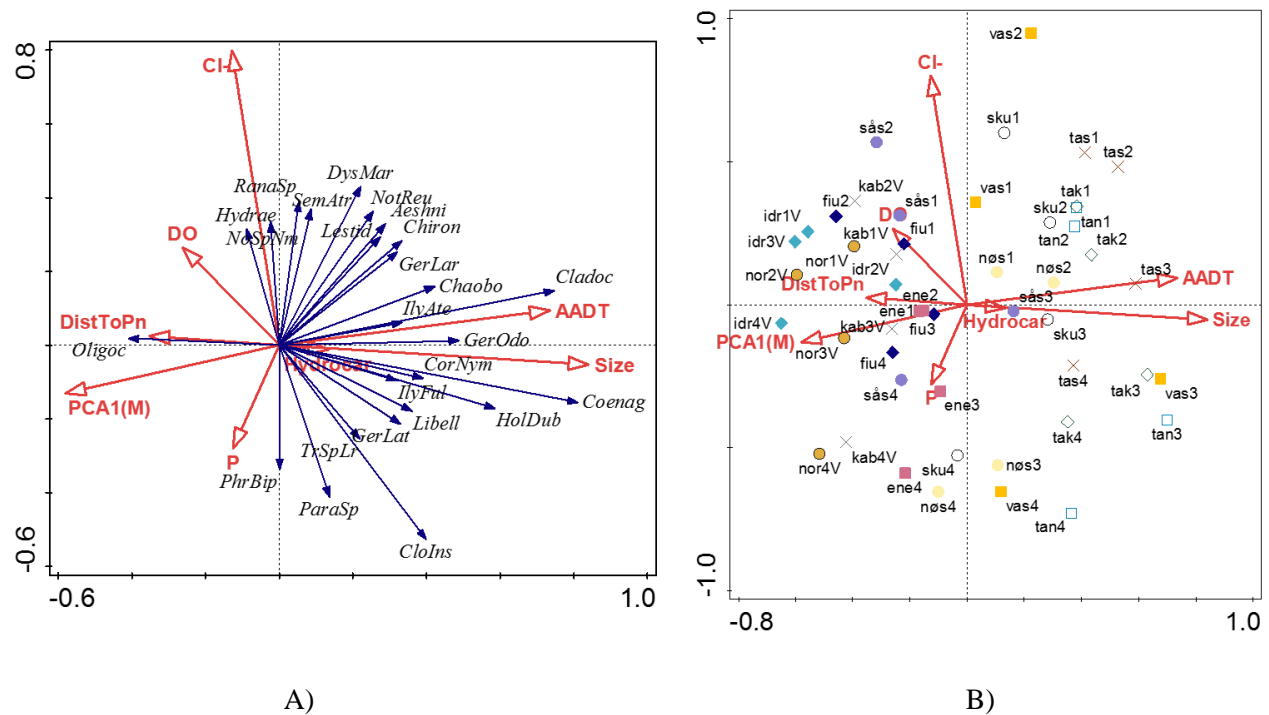 0.8
-0.6
-0.6
1.0
Cl-
DO
DistToPn
PCA1(M)
P
Hydrocar
AADT
Size
DysMar
RanaSp
SemAtr
NotReu
Hydrae
Aeshni
NoSpNm
Lestid
Chiron
GerLar
Chaobo
Cladoc
IlyAte
GerOdo
Oligoc
CorNym
IlyFul
Coenag
HolDub
Libell
GerLat
TrSpLr
PhrBip
ParaSp
CloIns
A)
B)
1.0
-1.0
-0.8
1.0
vas2
Cl-
sku1
sås2
tas1
tas2
kab2V
vas1
tak1
fiu2
sås1
DO
sku2
tan1
idr1V
kab1V
fiu1
tan2
tak2
idr3V
nor1V
idr2V
nøs1
nøs2
tas3
AADT
nor2V
DistToPn
ene2
sås3
ene1
Hydrocar
Size
idr4V
kab3V
fiu3
PCA1(M)
nor3V
sku3
fiu4
tas4
tak3
vas3
sås4
P
ene3
tak4
tan3
kab4V
nor4V
sku4
nøs3
ene4
nøs4
vas4
tan4